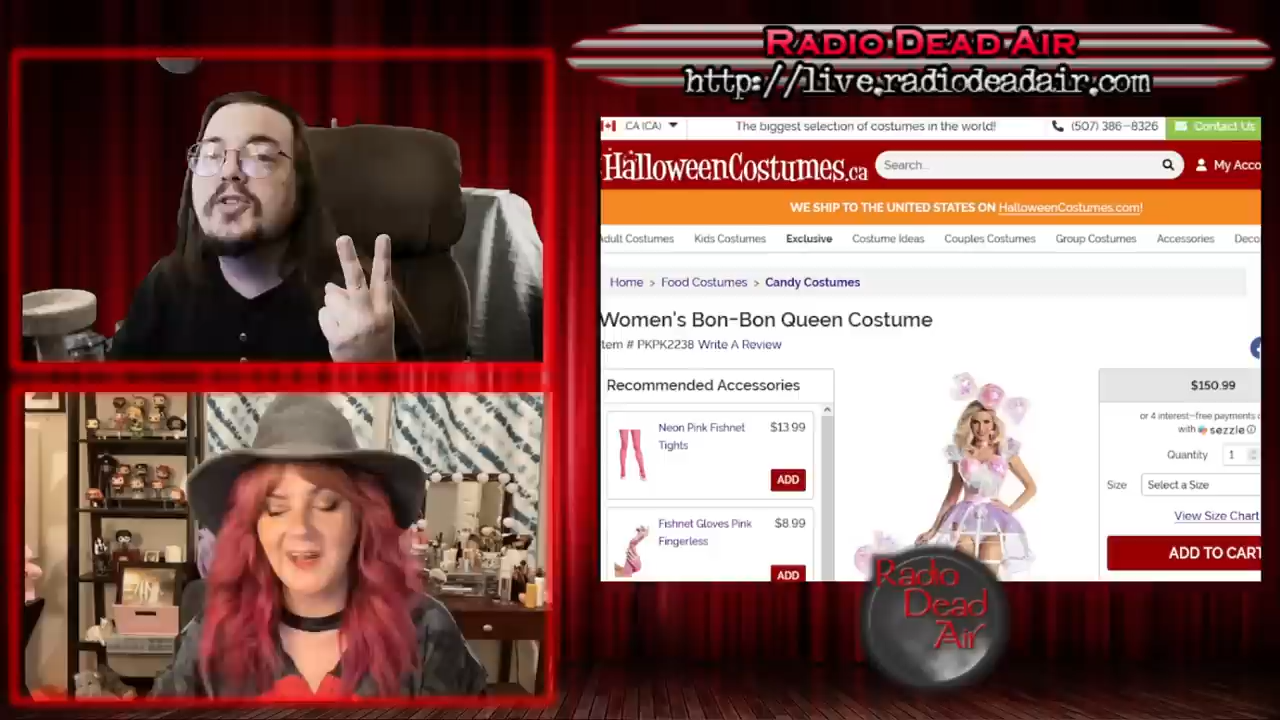 Radio Dead Air
http://live.radiodeadair.com
CA (CA)
The biggest selection of costumes in the world!
(507) 386-8326
Contact Us
HalloweenCostumes.ca
Search...
My Acco
WE SHIP TO THE UNITED STATES ON HalloweenCostumes.com!
dult Costumes
Kids Costumes
Exclusive
Costume Ideas
Couples Costumes
Group Costumes
Accessories
Deco
Home > Food Costumes > Candy Costumes
Women's Bon-Bon Queen Costume
tem # PKPK2238 Write A Review
Recommended Accessories
Neon Pink Fishnet
Tights
$13.99
ADD
Fishnet Gloves Pink
Fingerless
$8.99
ADD
$150.99
or 4 interest-free payments
with sezzle
Quantity 1
Size Select a Size
View Size Chart
ADD TO CART
Radio
Dead
Air